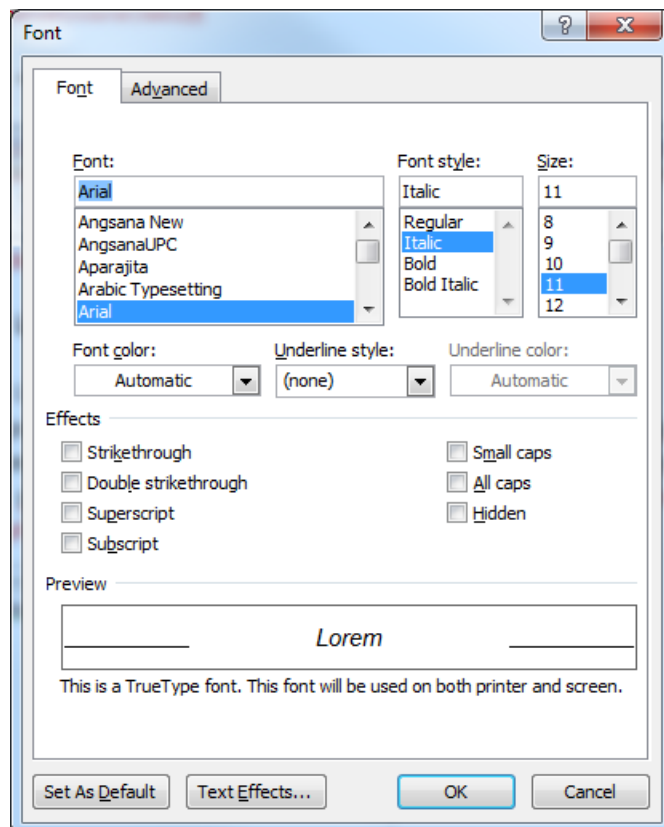 Font
? X
Font Advanced
Font: Font style: Size:
Arial Italic 11
Angsana New Regular 8
AngsanaUPC Italic 9
Aparajita Bold 10
Arabic Typesetting Bold Italic 11
Arial 12
Font color: Underline style: Underline color:
Automatic (none) Automatic
Effects
Strikethrough Small caps
Double strikethrough All caps
Superscript Hidden
Subscript
Preview
Lorem
This is a TrueType font. This font will be used on both printer and screen.
Set As Default Text Effects... OK Cancel